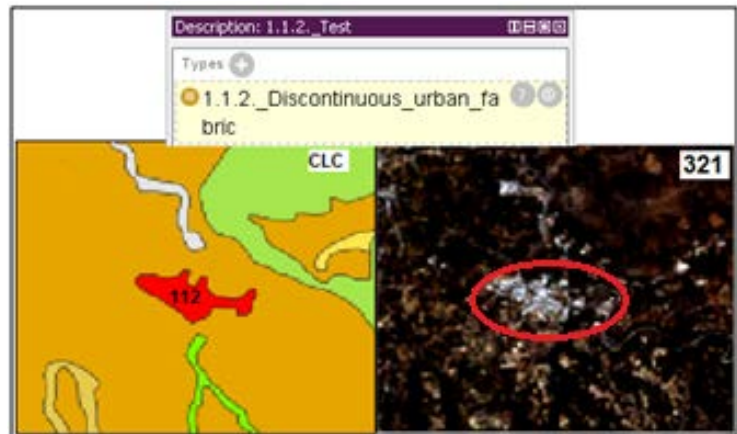 Description: 1.1.2._Test
Types
1.1.2._Discontinuous_urban_fa
bric
CLC
321
112